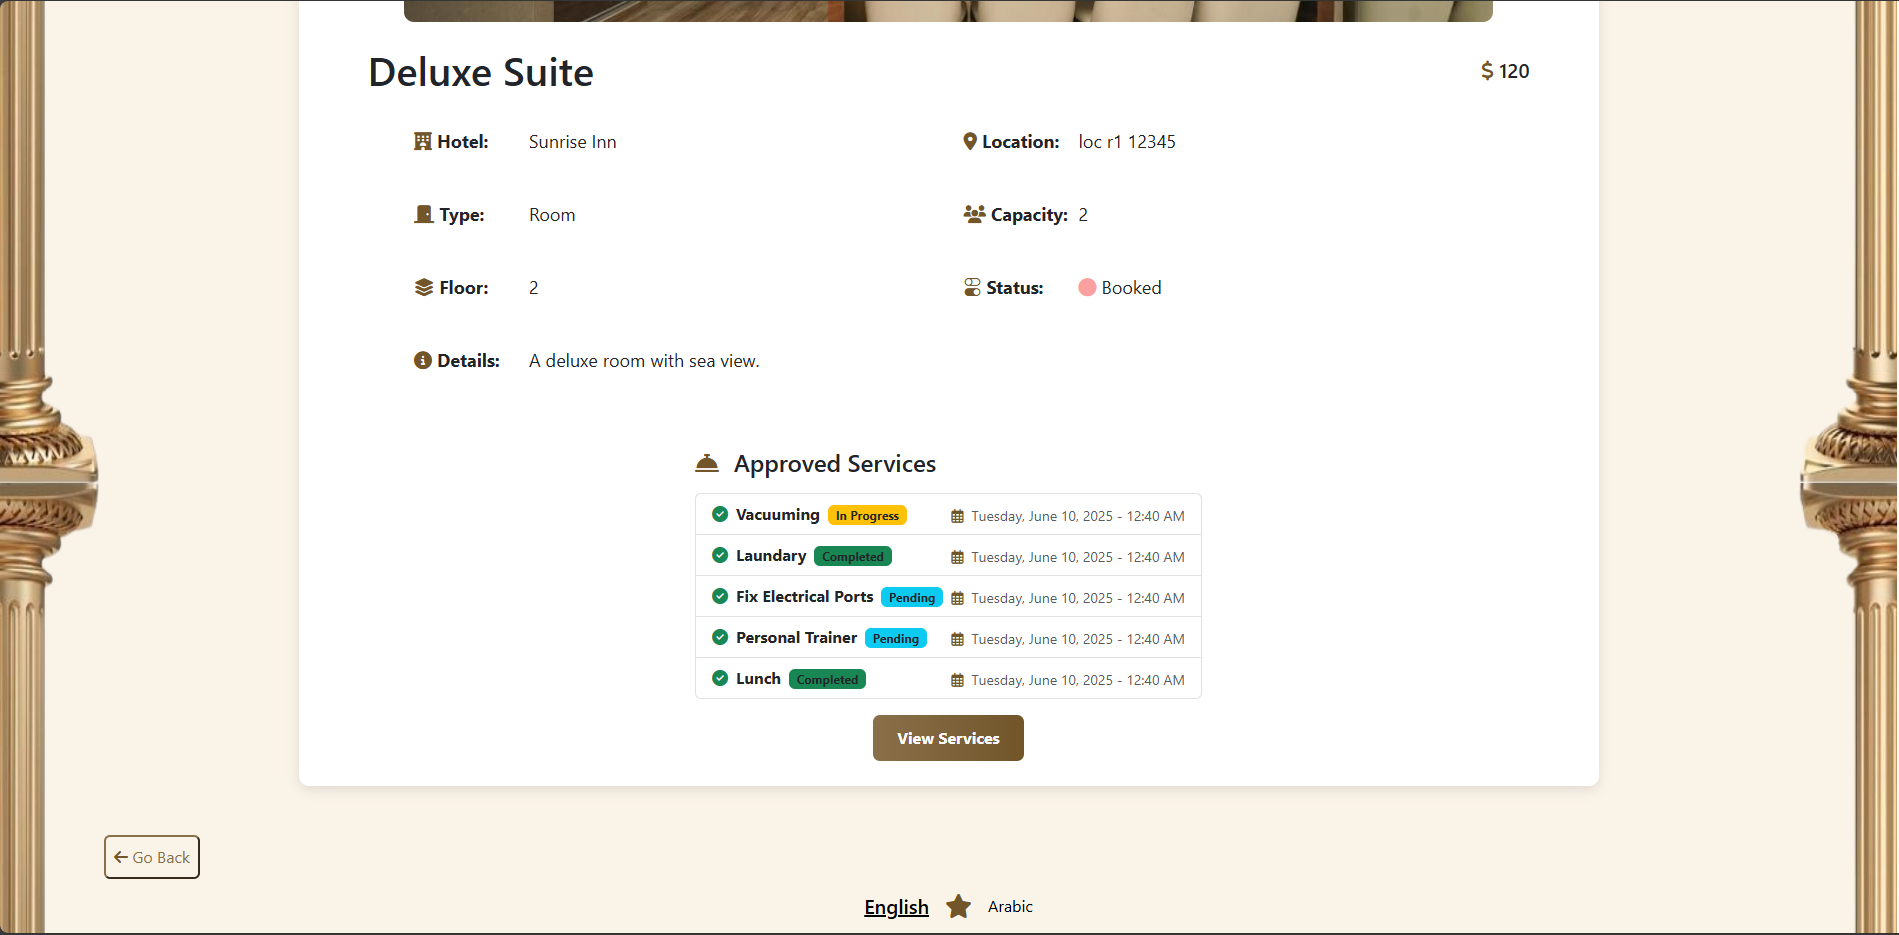 Deluxe Suite
$ 120
Hotel: Sunrise Inn
Location: loc r1 12345
Type: Room
Capacity: 2
Floor: 2
Status: Booked
Details: A deluxe room with sea view.
Approved Services
Vacuuming In Progress Tuesday, June 10, 2025 - 12:40 AM
Laundary Completed Tuesday, June 10, 2025 - 12:40 AM
Fix Electrical Ports Pending Tuesday, June 10, 2025 - 12:40 AM
Personal Trainer Pending Tuesday, June 10, 2025 - 12:40 AM
Lunch Completed Tuesday, June 10, 2025 - 12:40 AM
View Services
Go Back
English Arabic